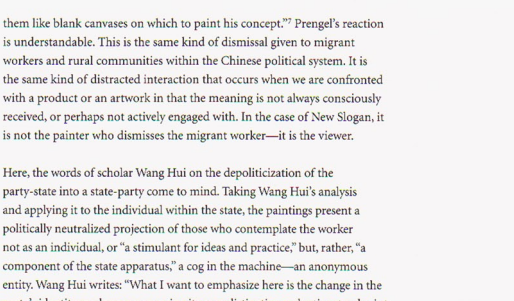 them like blank canvases on which to paint his concept.”⁷ Prengel’s reaction
is understandable. This is the same kind of dismissal given to migrant
workers and rural communities within the Chinese political system. It is
the same kind of distracted interaction that occurs when we are confronted
with a product or an artwork in that the meaning is not always consciously
received, or perhaps not actively engaged with. In the case of New Slogan, it
is not the painter who dismisses the migrant worker—it is the viewer.
Here, the words of scholar Wang Hui on the depoliticization of the
party-state into a state-party come to mind. Taking Wang Hui’s analysis
and applying it to the individual within the state, the paintings present a
politically neutralized projection of those who contemplate the worker
not as an individual, or “a stimulant for ideas and practice,” but, rather, “a
component of the state apparatus,” a cog in the machine—an anonymous
entity. Wang Hui writes: “What I want to emphasize here is the change in the